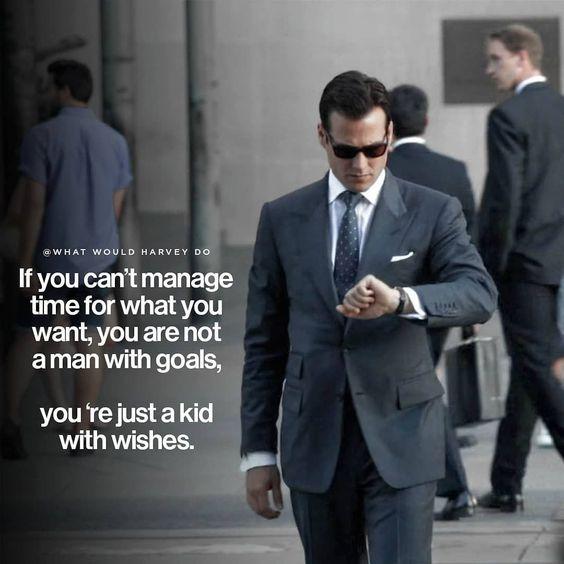 @WHAT WOULD HARVEY DO
If you can't manage
time for what you
want, you are not
a man with goals,
you 're just a kid
with wishes.